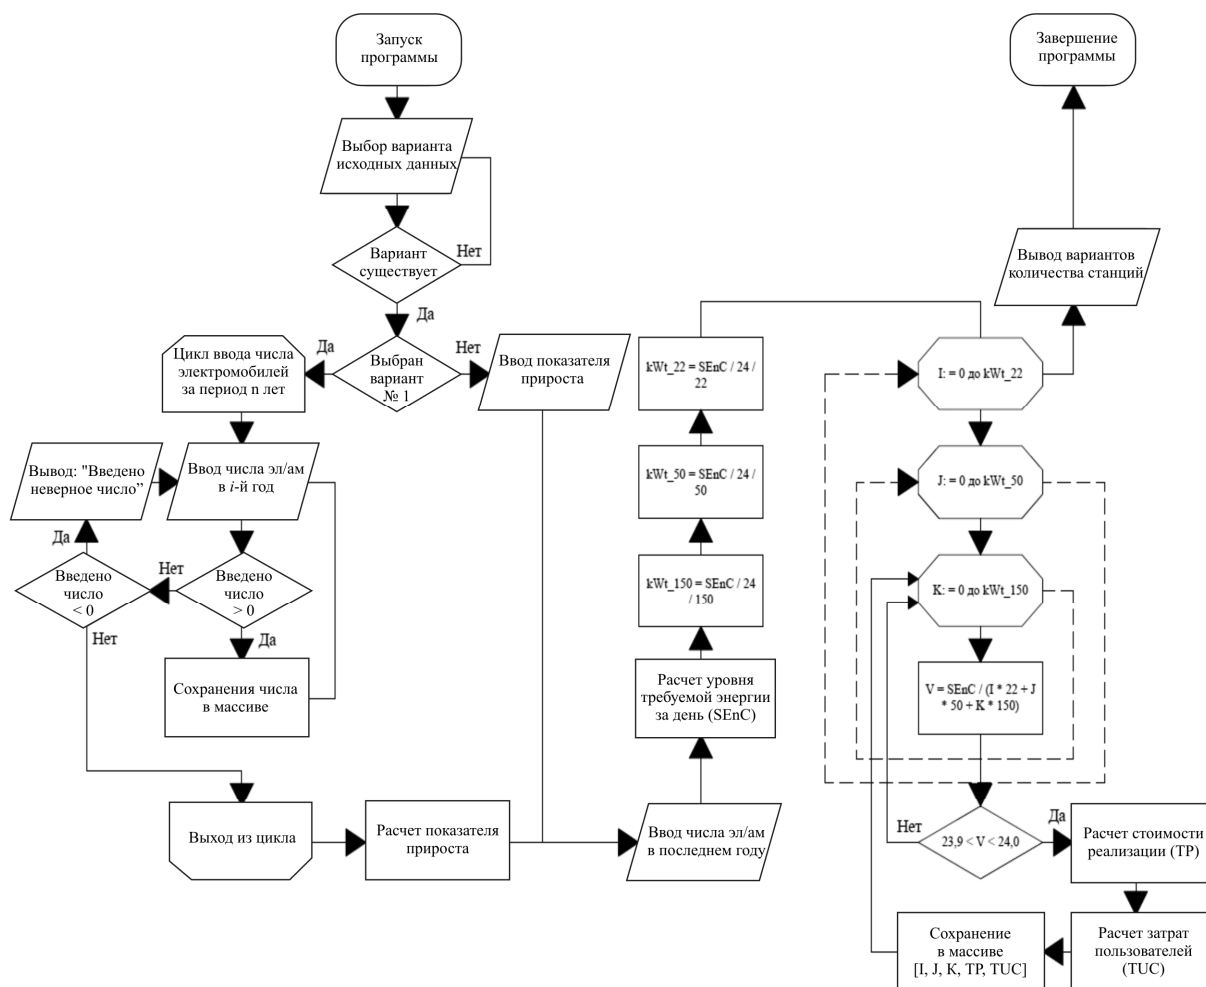 Запуск
программы
Выбор варианта
исходных данных
Вариант
существует
Нет
Да
Выбран
вариант
№ 1
Да
Нет
Цикл ввода числа
электромобилей
за период n лет
Ввод показателя
прироста
Вывод: "Введено
неверное число”
Ввод числа эл/ам
в i-й год
Да
Введено
число
< 0
Нет
Введено
число
> 0
Нет
Да
Сохранения числа
в массиве
Выход из цикла
Расчет показателя
прироста
Ввод числа эл/ам
в последнем году
Расчет уровня
требуемой энергии
за день (SEnC)
kWt_150 = SEnC / 24
/ 150
kWt_50 = SEnC / 24 /
50
kWt_22 = SEnC / 24 /
22
I: = 0 до kWt_22
J: = 0 до kWt_50
K: = 0 до kWt_150
V = SEnC / (I * 22 + J
* 50 + K * 150)
23,9 < V < 24,0
Нет
Да
Расчет стоимости
реализации (TP)
Расчет затрат
пользователей
(TUC)
Сохранение
в массиве
[I, J, K, TP, TUC]
Вывод вариантов
количества станций
Завершение
программы